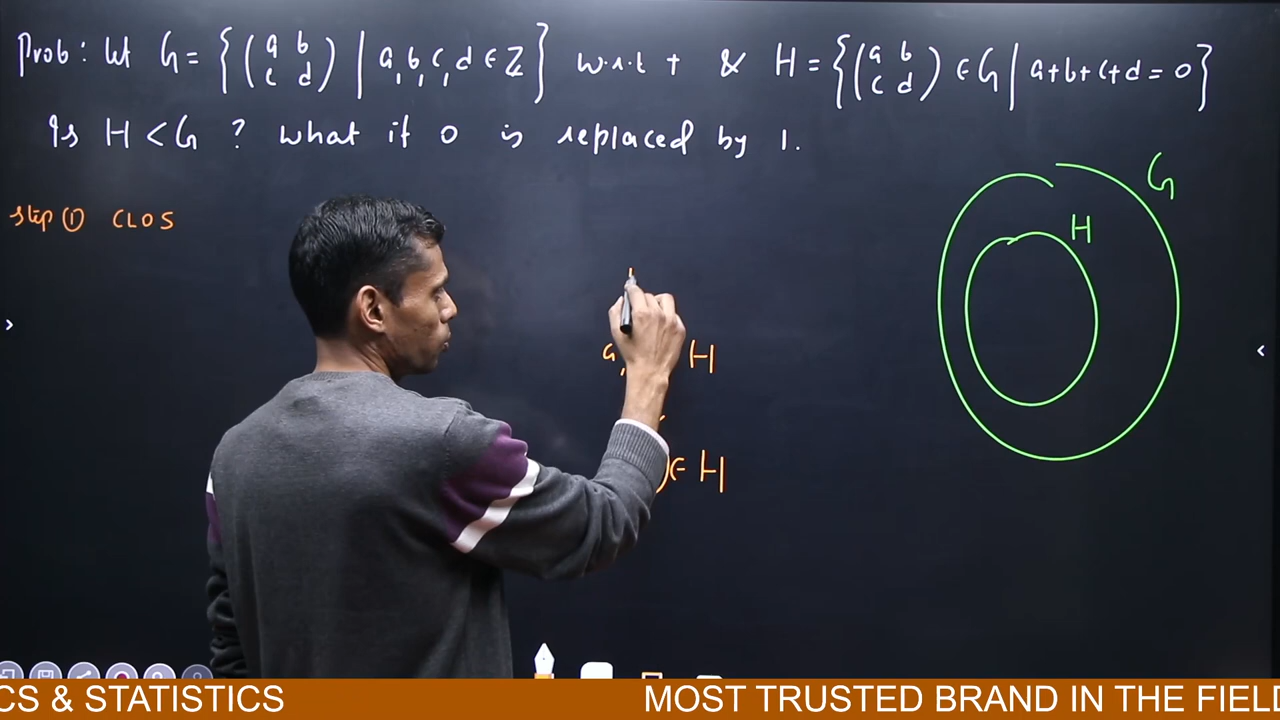 Prob: let G = {(a b c d) | a, b, c, d ∈ Z} w.r.t + & H = {(a b c d) ∈ G | a+b+c+d = 0}
Is H < G ? what if 0 is replaced by 1.
G
H
Step ① CLOS
a, H
) ∈ H
CS & STATISTICS MOST TRUSTED BRAND IN THE FIELD